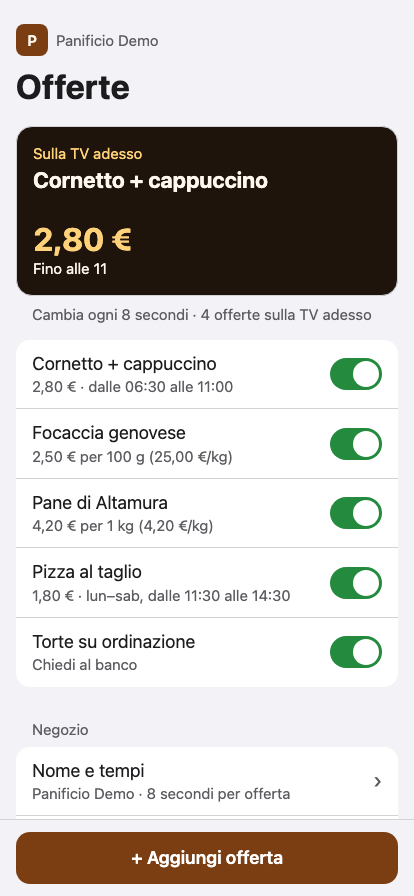 P
Panificio Demo
Offerte
Sulla TV adesso
Cornetto + cappuccino
2,80 €
Fino alle 11
Cambia ogni 8 secondi · 4 offerte sulla TV adesso
Cornetto + cappuccino
2,80 € · dalle 06:30 alle 11:00
Focaccia genovese
2,50 € per 100 g (25,00 €/kg)
Pane di Altamura
4,20 € per 1 kg (4,20 €/kg)
Pizza al taglio
1,80 € · lun–sab, dalle 11:30 alle 14:30
Torte su ordinazione
Chiedi al banco
Negozio
Nome e tempi
Panificio Demo · 8 secondi per offerta
+ Aggiungi offerta